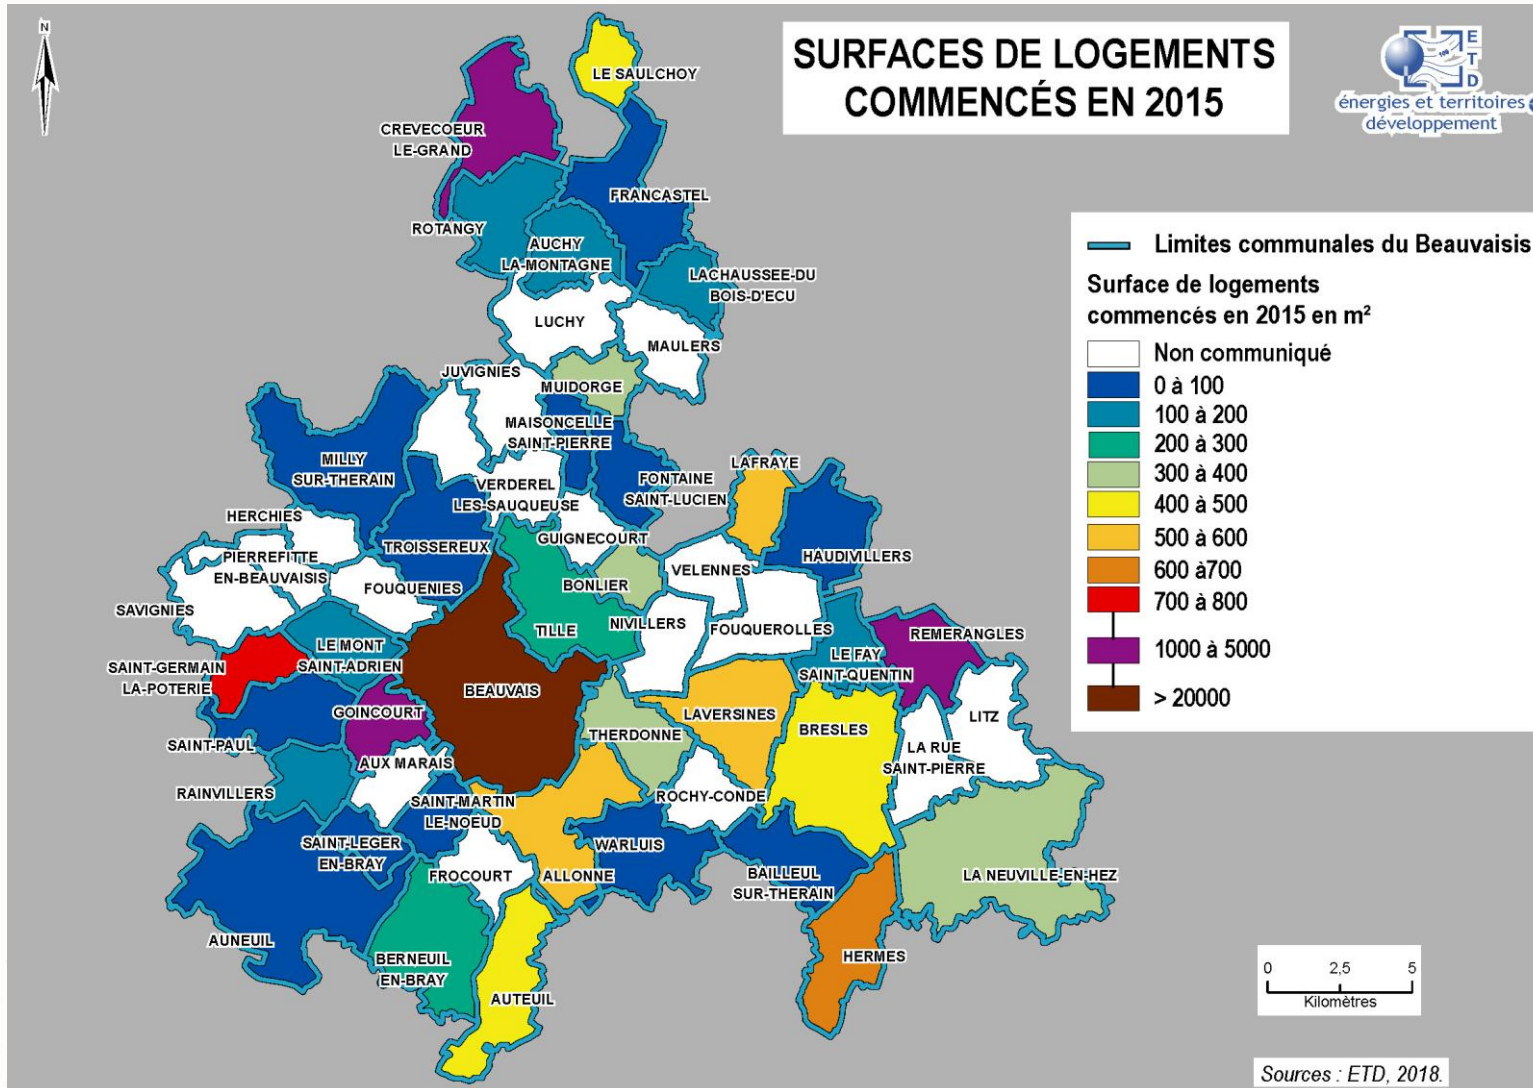 N
SURFACES DE LOGEMENTS
COMMENCÉS EN 2015
E
T
D
énergies et territoires
développement
LE SAULCHOY
CREVECOEUR
LE-GRAND
FRANCASTEL
ROTANGY
AUCHY
LA-MONTAGNE
LACHAUSSEE-DU
BOIS-D'ECU
LUCHY
MAULERS
JUVIGNIES
MUIDORGE
MAISONCELLE
SAINT-PIERRE
MILLY
SUR-THERAIN
FONTAINE
SAINT-LUCIEN
LAFRAYE
VERDEREL
LES-SAUQUEUSE
HERCHIES
TROISSEREUX
GUIGNECOURT
HAUDIVILLERS
PIERREFITTE
EN-BEAUVAISIS
FOUQUENIES
BONLIER
VELENNES
SAVIGNIES
TILLE
NIVILLERS
FOUQUEROLLES
REMERANGLES
LE MONT
SAINT-ADRIEN
LE FAY
SAINT-QUENTIN
SAINT-GERMAIN
LA-POTERIE
BEAUVAIS
GOINCOURT
LAVERSINES
LITZ
BRESLES
THERDONNE
SAINT-PAUL
AUX MARAIS
LA RUE
SAINT-PIERRE
RAINVILLERS
SAINT-MARTIN
LE-NOEUD
ROCHY-CONDE
SAINT-LEGER
EN-BRAY
WARLUIS
FROCOURT
ALLONNE
BAILLEUL
SUR-THERAIN
LA NEUVILLE-EN-HEZ
AUNEUIL
BERNEUIL
EN-BRAY
HERMES
AUTEUIL
Limites communales du Beauvaisis
Surface de logements
commencés en 2015 en m²
Non communiqué
0 à 100
100 à 200
200 à 300
300 à 400
400 à 500
500 à 600
600 à700
700 à 800
1000 à 5000
> 20000
0 2,5 5
Kilomètres
Sources : ETD, 2018.